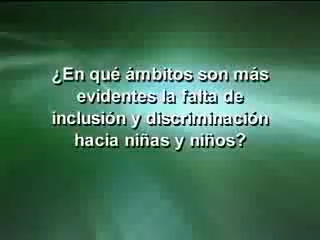 ¿En qué ámbitos son más
evidentes la falta de
inclusión y discriminación
hacia niñas y niños?